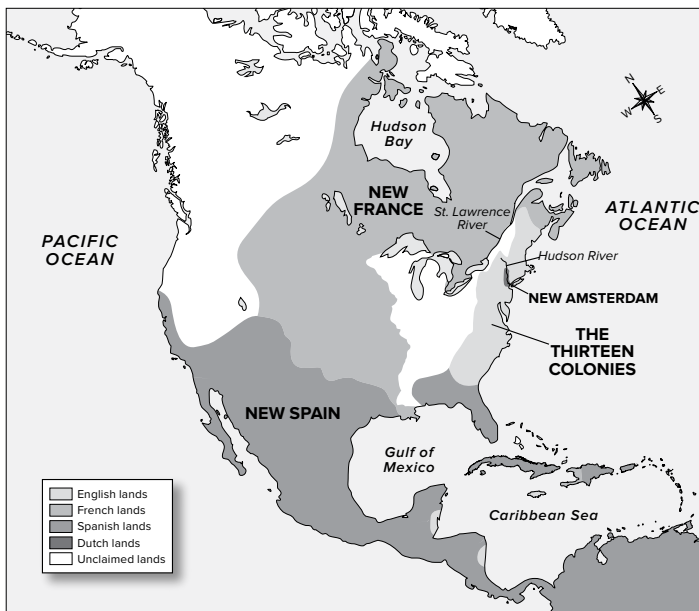 N
E
W
S
Hudson
Bay
NEW
FRANCE
St. Lawrence
River
ATLANTIC
OCEAN
PACIFIC
OCEAN
Hudson River
NEW AMSTERDAM
THE
THIRTEEN
COLONIES
NEW SPAIN
Gulf of
Mexico
Caribbean Sea
English lands
French lands
Spanish lands
Dutch lands
Unclaimed lands